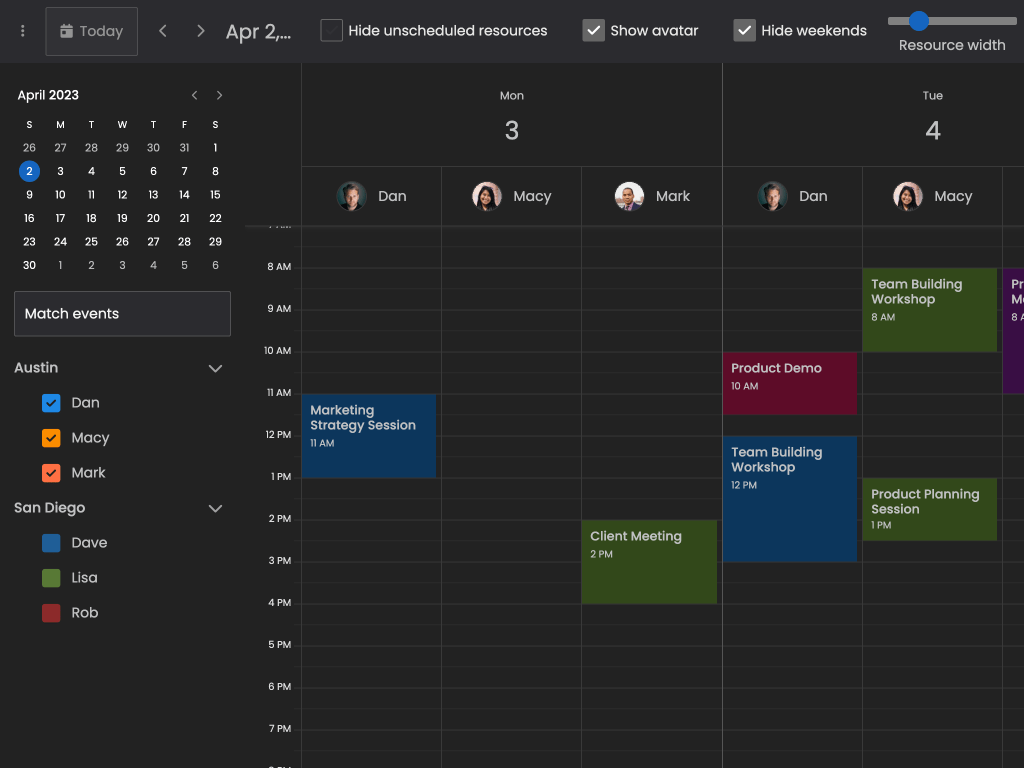 Today
Apr 2,...
Hide unscheduled resources
Show avatar
Hide weekends
Resource width
April 2023
S M T W T F S
26 27 28 29 30 31 1
2 3 4 5 6 7 8
9 10 11 12 13 14 15
16 17 18 19 20 21 22
23 24 25 26 27 28 29
30 1 2 3 4 5 6
Match events
Austin
Dan
Macy
Mark
San Diego
Dave
Lisa
Rob
Mon
3
Tue
4
Dan
Macy
Mark
Dan
Macy
8 AM
9 AM
10 AM
11 AM
12 PM
1 PM
2 PM
3 PM
4 PM
5 PM
6 PM
7 PM
Marketing
Strategy Session
11 AM
Client Meeting
2 PM
Product Demo
10 AM
Team Building
Workshop
12 PM
Team Building
Workshop
8 AM
Product Planning
Session
1 PM